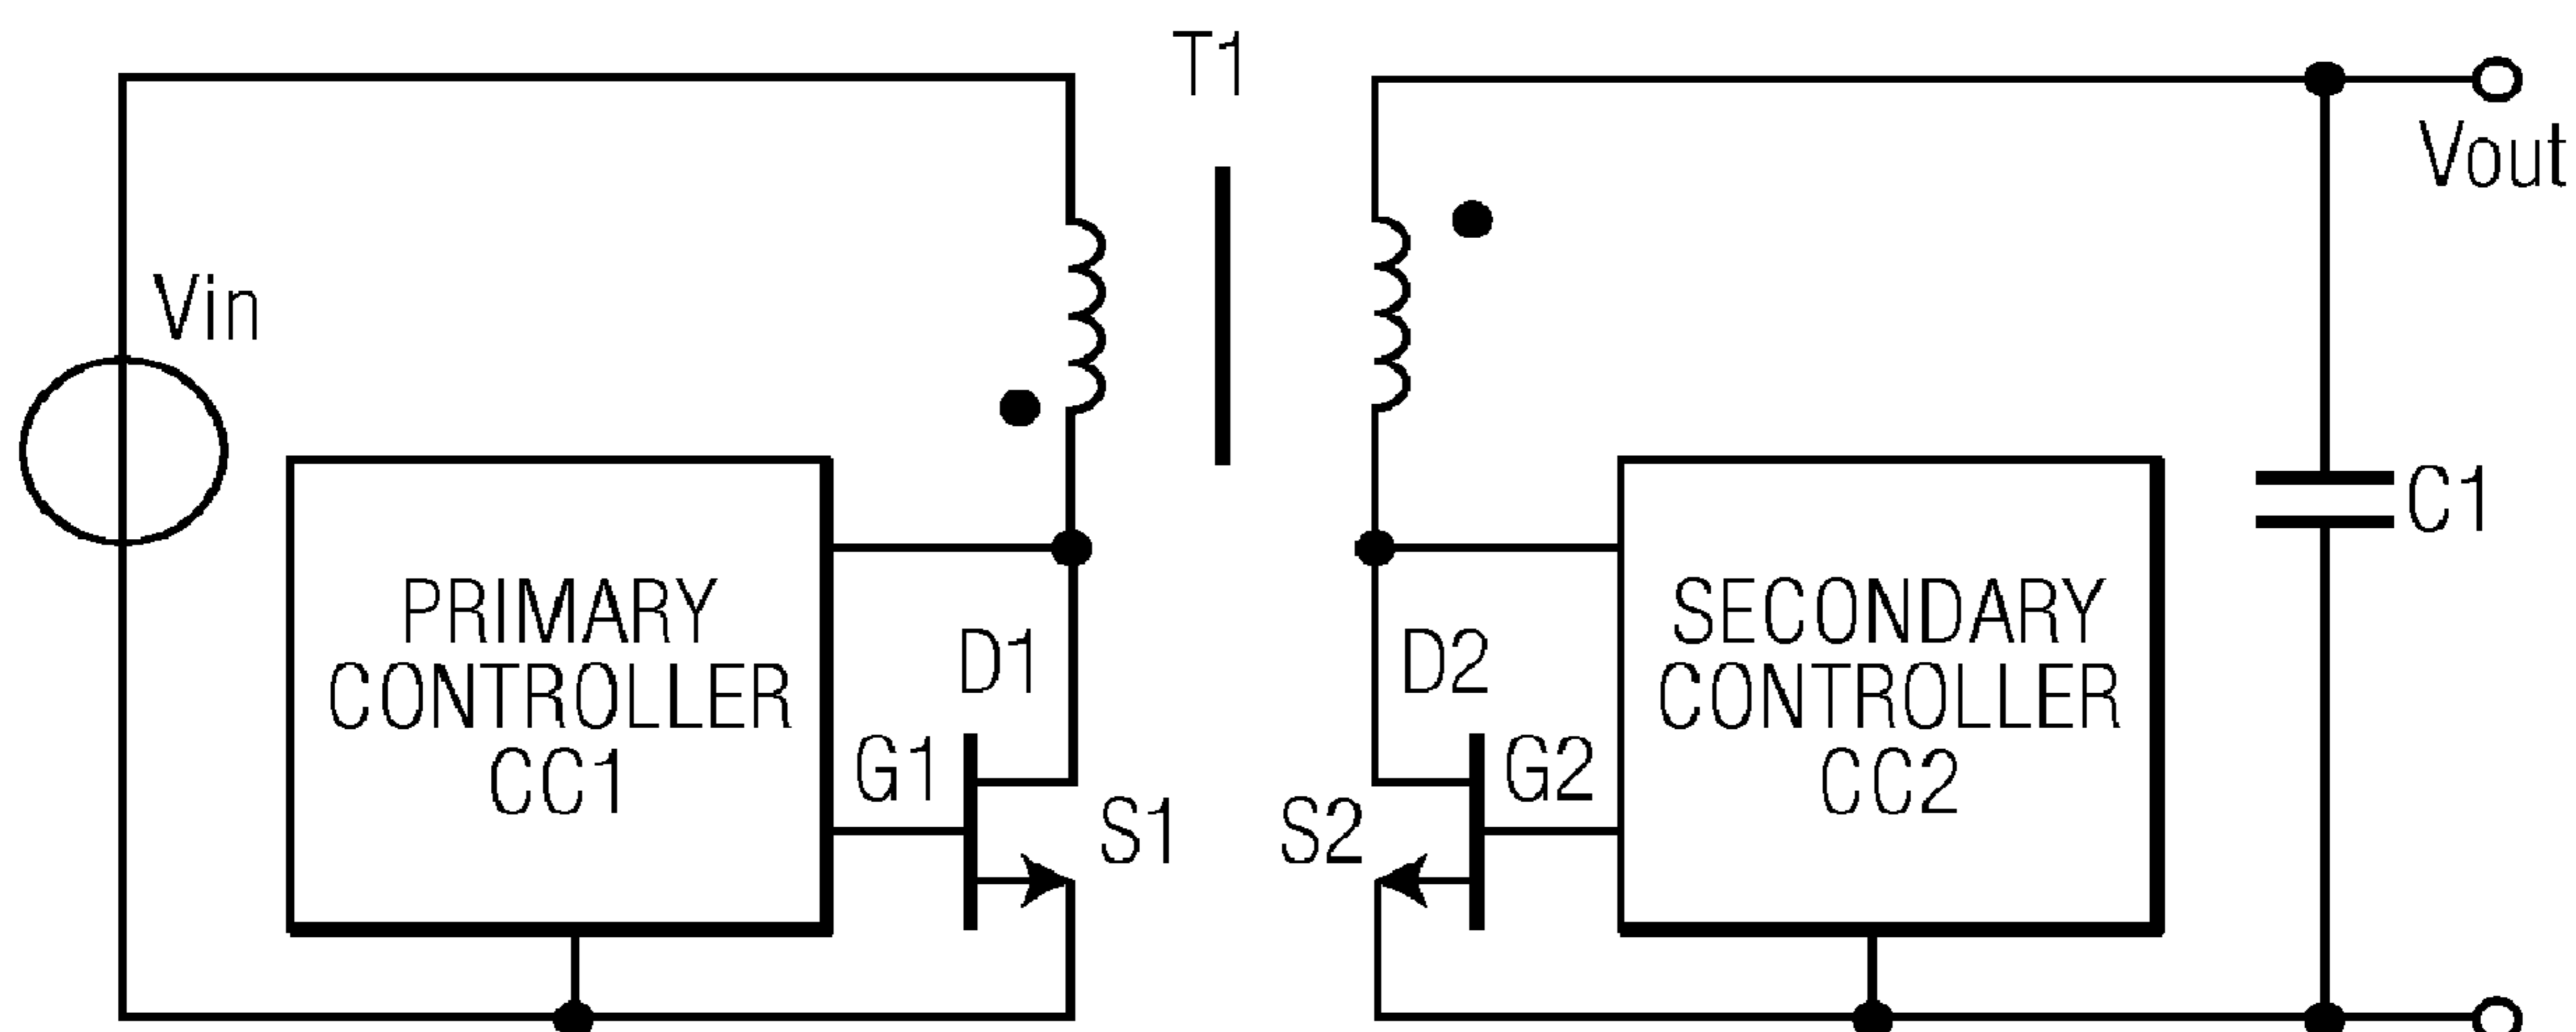 T1
Vin
Vout
C1
PRIMARY
CONTROLLER
CC1
D1
G1
S1
D2
G2
S2
SECONDARY
CONTROLLER
CC2